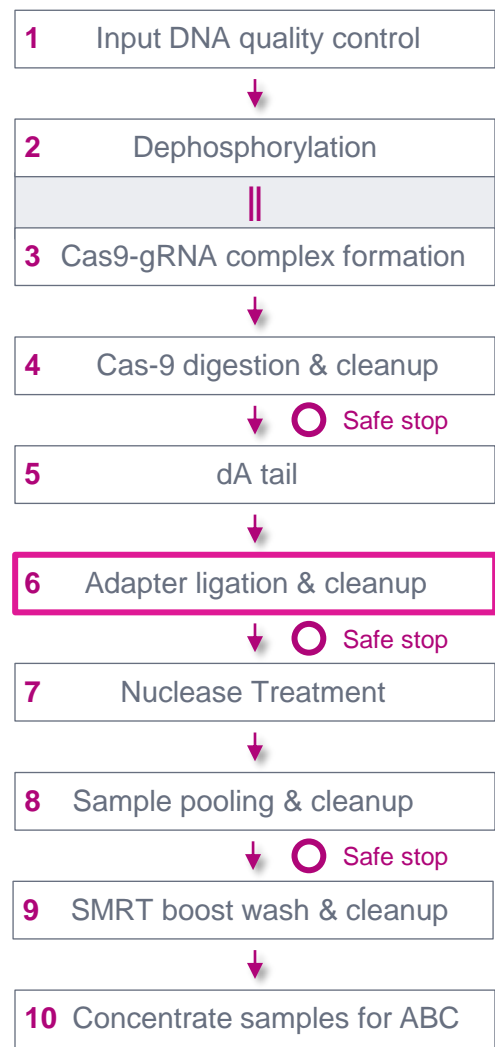 1 Input DNA quality control
2 Dephosphorylation
3 Cas9-gRNA complex formation
4 Cas-9 digestion & cleanup
Safe stop
5 dA tail
6 Adapter ligation & cleanup
Safe stop
7 Nuclease Treatment
8 Sample pooling & cleanup
Safe stop
9 SMRT boost wash & cleanup
10 Concentrate samples for ABC